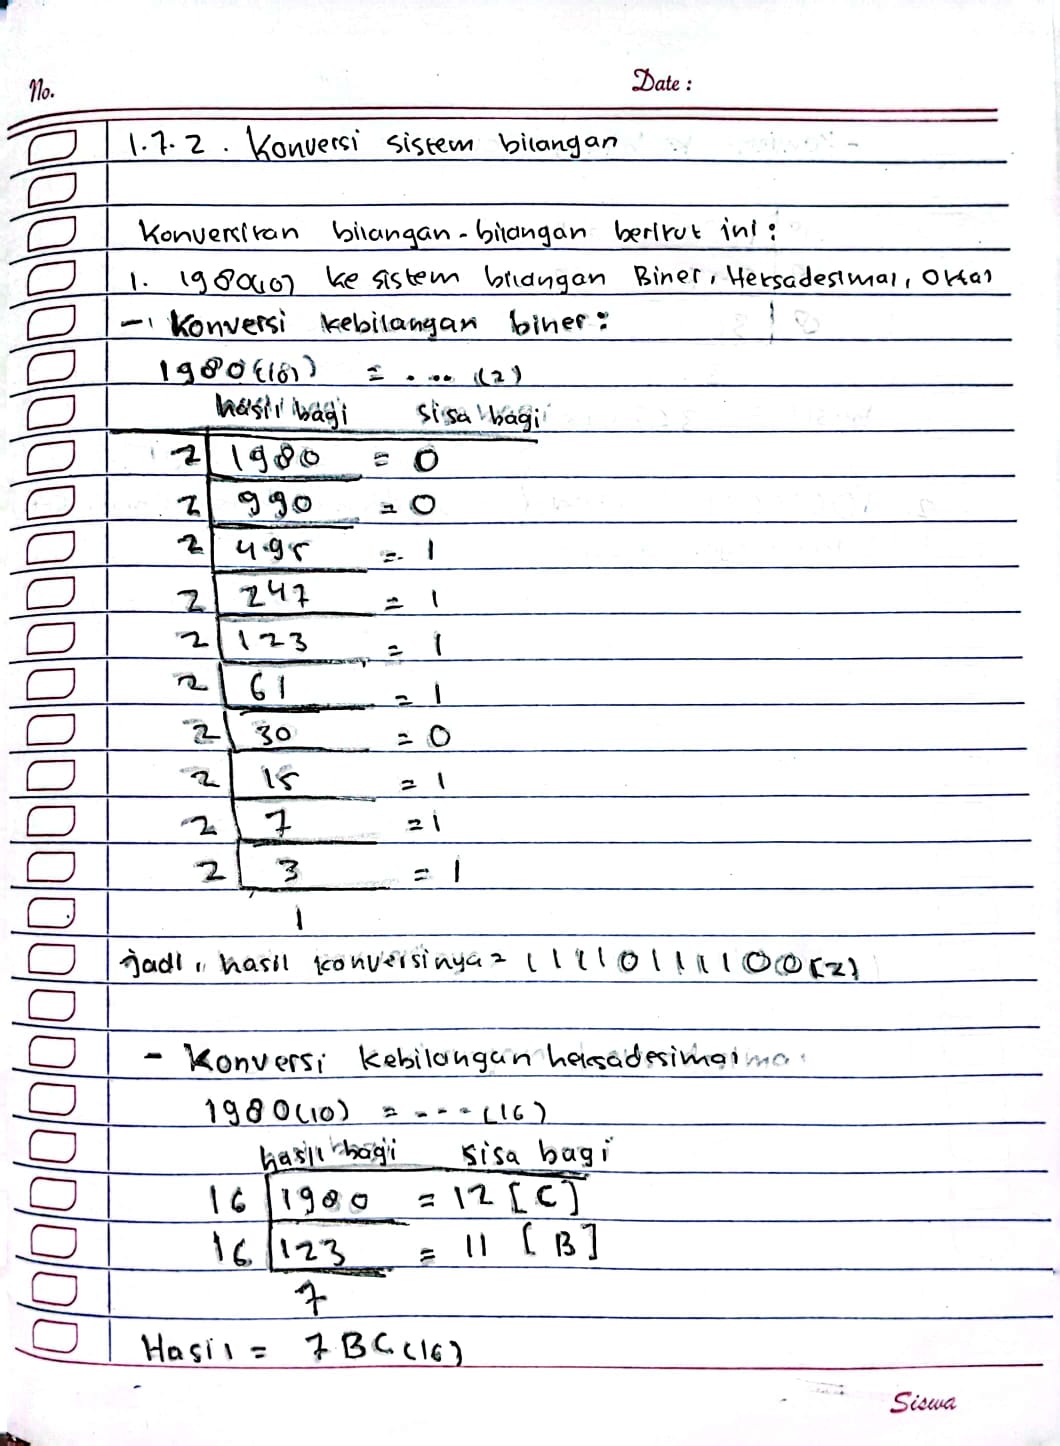 No.
Date :
1.7.2. Konversi sistem bilangan
Konversikan bilangan-bilangan berikut ini :
1. 1980(10) ke sistem bilangan Biner, Heksadesimal, Oktal
- Konversi kebilangan biner :
1980(10) = .... (2)
hasil bagi sisa bagi
2 1980 = 0
2 990 = 0
2 495 = 1
2 247 = 1
2 123 = 1
2 61 = 1
2 30 = 0
2 15 = 1
2 7 = 1
2 3 = 1
1
jadi, hasil konversinya = 11110111100(2)
- Konversi kebilangan
1980(10) = ---- (16)
hasil bagi sisa bagi
16 1980 = 12 [C]
16 123 = 11 [B]
7
Hasil = 7BC(16)
Siswa